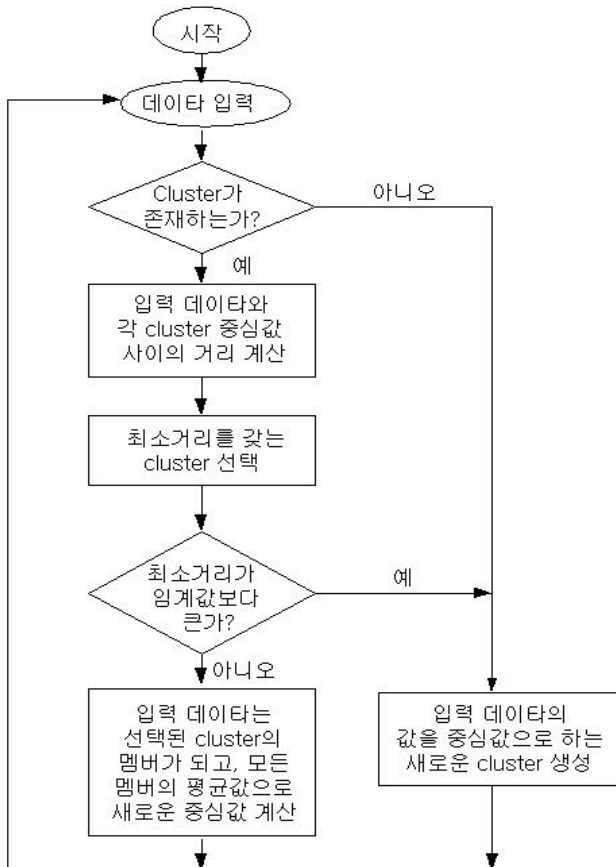 시작
데이타 입력
Cluster가
존재하는가?
아니오
예
입력 데이타와
각 cluster 중심값
사이의 거리 계산
최소거리를 갖는
cluster 선택
최소거리가
임계값보다
큰가?
예
아니오
입력 데이타는
선택된 cluster의
멤버가 되고, 모든
멤버의 평균값으로
새로운 중심값 계산
입력 데이타의
값을 중심값으로 하는
새로운 cluster 생성